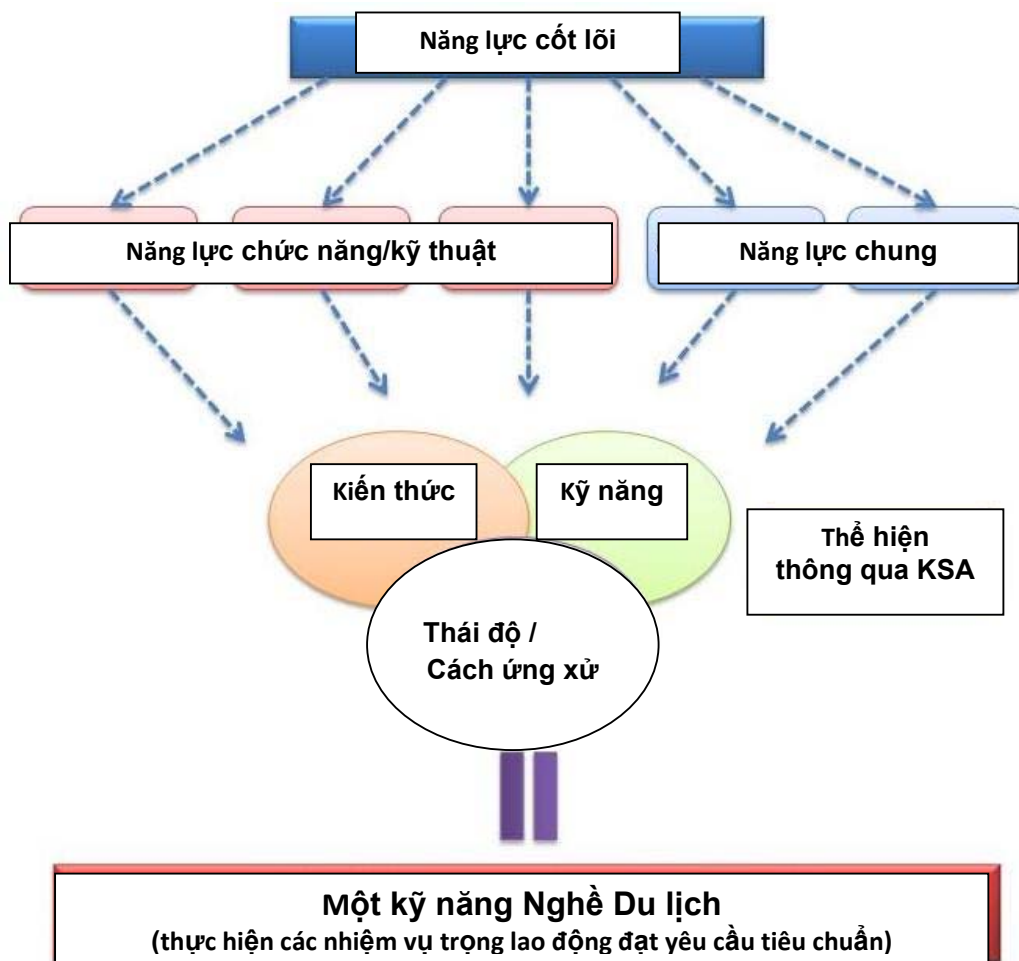 Năng lực cốt lõi
Năng lực chức năng/kỹ thuật
Năng lực chung
Kiến thức
Kỹ năng
Thể hiện
thông qua KSA
Thái độ /
Cách ứng xử
Một kỹ năng Nghề Du lịch
(thực hiện các nhiệm vụ trọng lao động đạt yêu cầu tiêu chuẩn)